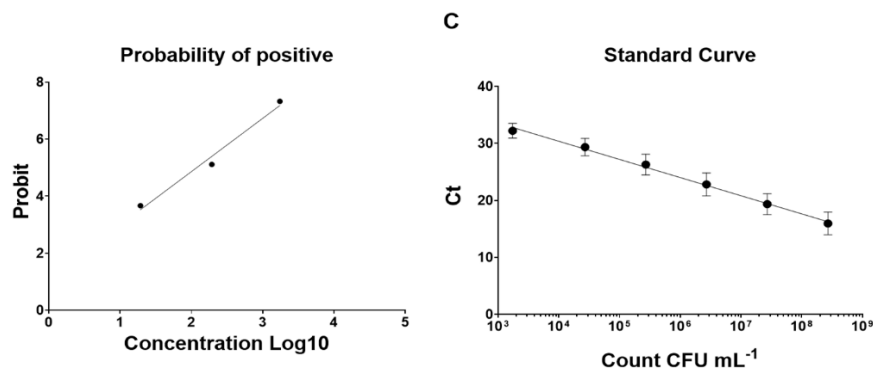 C
Probability of positive
8
6
4
2
0
Probit
0 1 2 3 4 5
Concentration Log10
Standard Curve
40
30
20
10
0
Ct
10³ 10⁴ 10⁵ 10⁶ 10⁷ 10⁸ 10⁹
Count CFU mL⁻¹